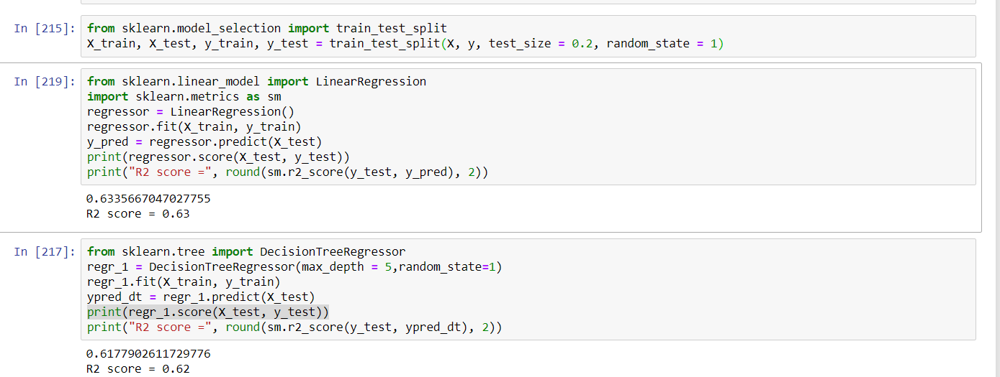 In [215]: from sklearn.model_selection import train_test_split
X_train, X_test, y_train, y_test = train_test_split(X, y, test_size = 0.2, random_state = 1)
In [219]: from sklearn.linear_model import LinearRegression
import sklearn.metrics as sm
regressor = LinearRegression()
regressor.fit(X_train, y_train)
y_pred = regressor.predict(X_test)
print(regressor.score(X_test, y_test))
print("R2 score =", round(sm.r2_score(y_test, y_pred), 2))
0.6335667047027755
R2 score = 0.63
In [217]: from sklearn.tree import DecisionTreeRegressor
regr_1 = DecisionTreeRegressor(max_depth = 5,random_state=1)
regr_1.fit(X_train, y_train)
ypred_dt = regr_1.predict(X_test)
print(regr_1.score(X_test, y_test))
print("R2 score =", round(sm.r2_score(y_test, ypred_dt), 2))
0.6177902611729776
R2 score = 0.62